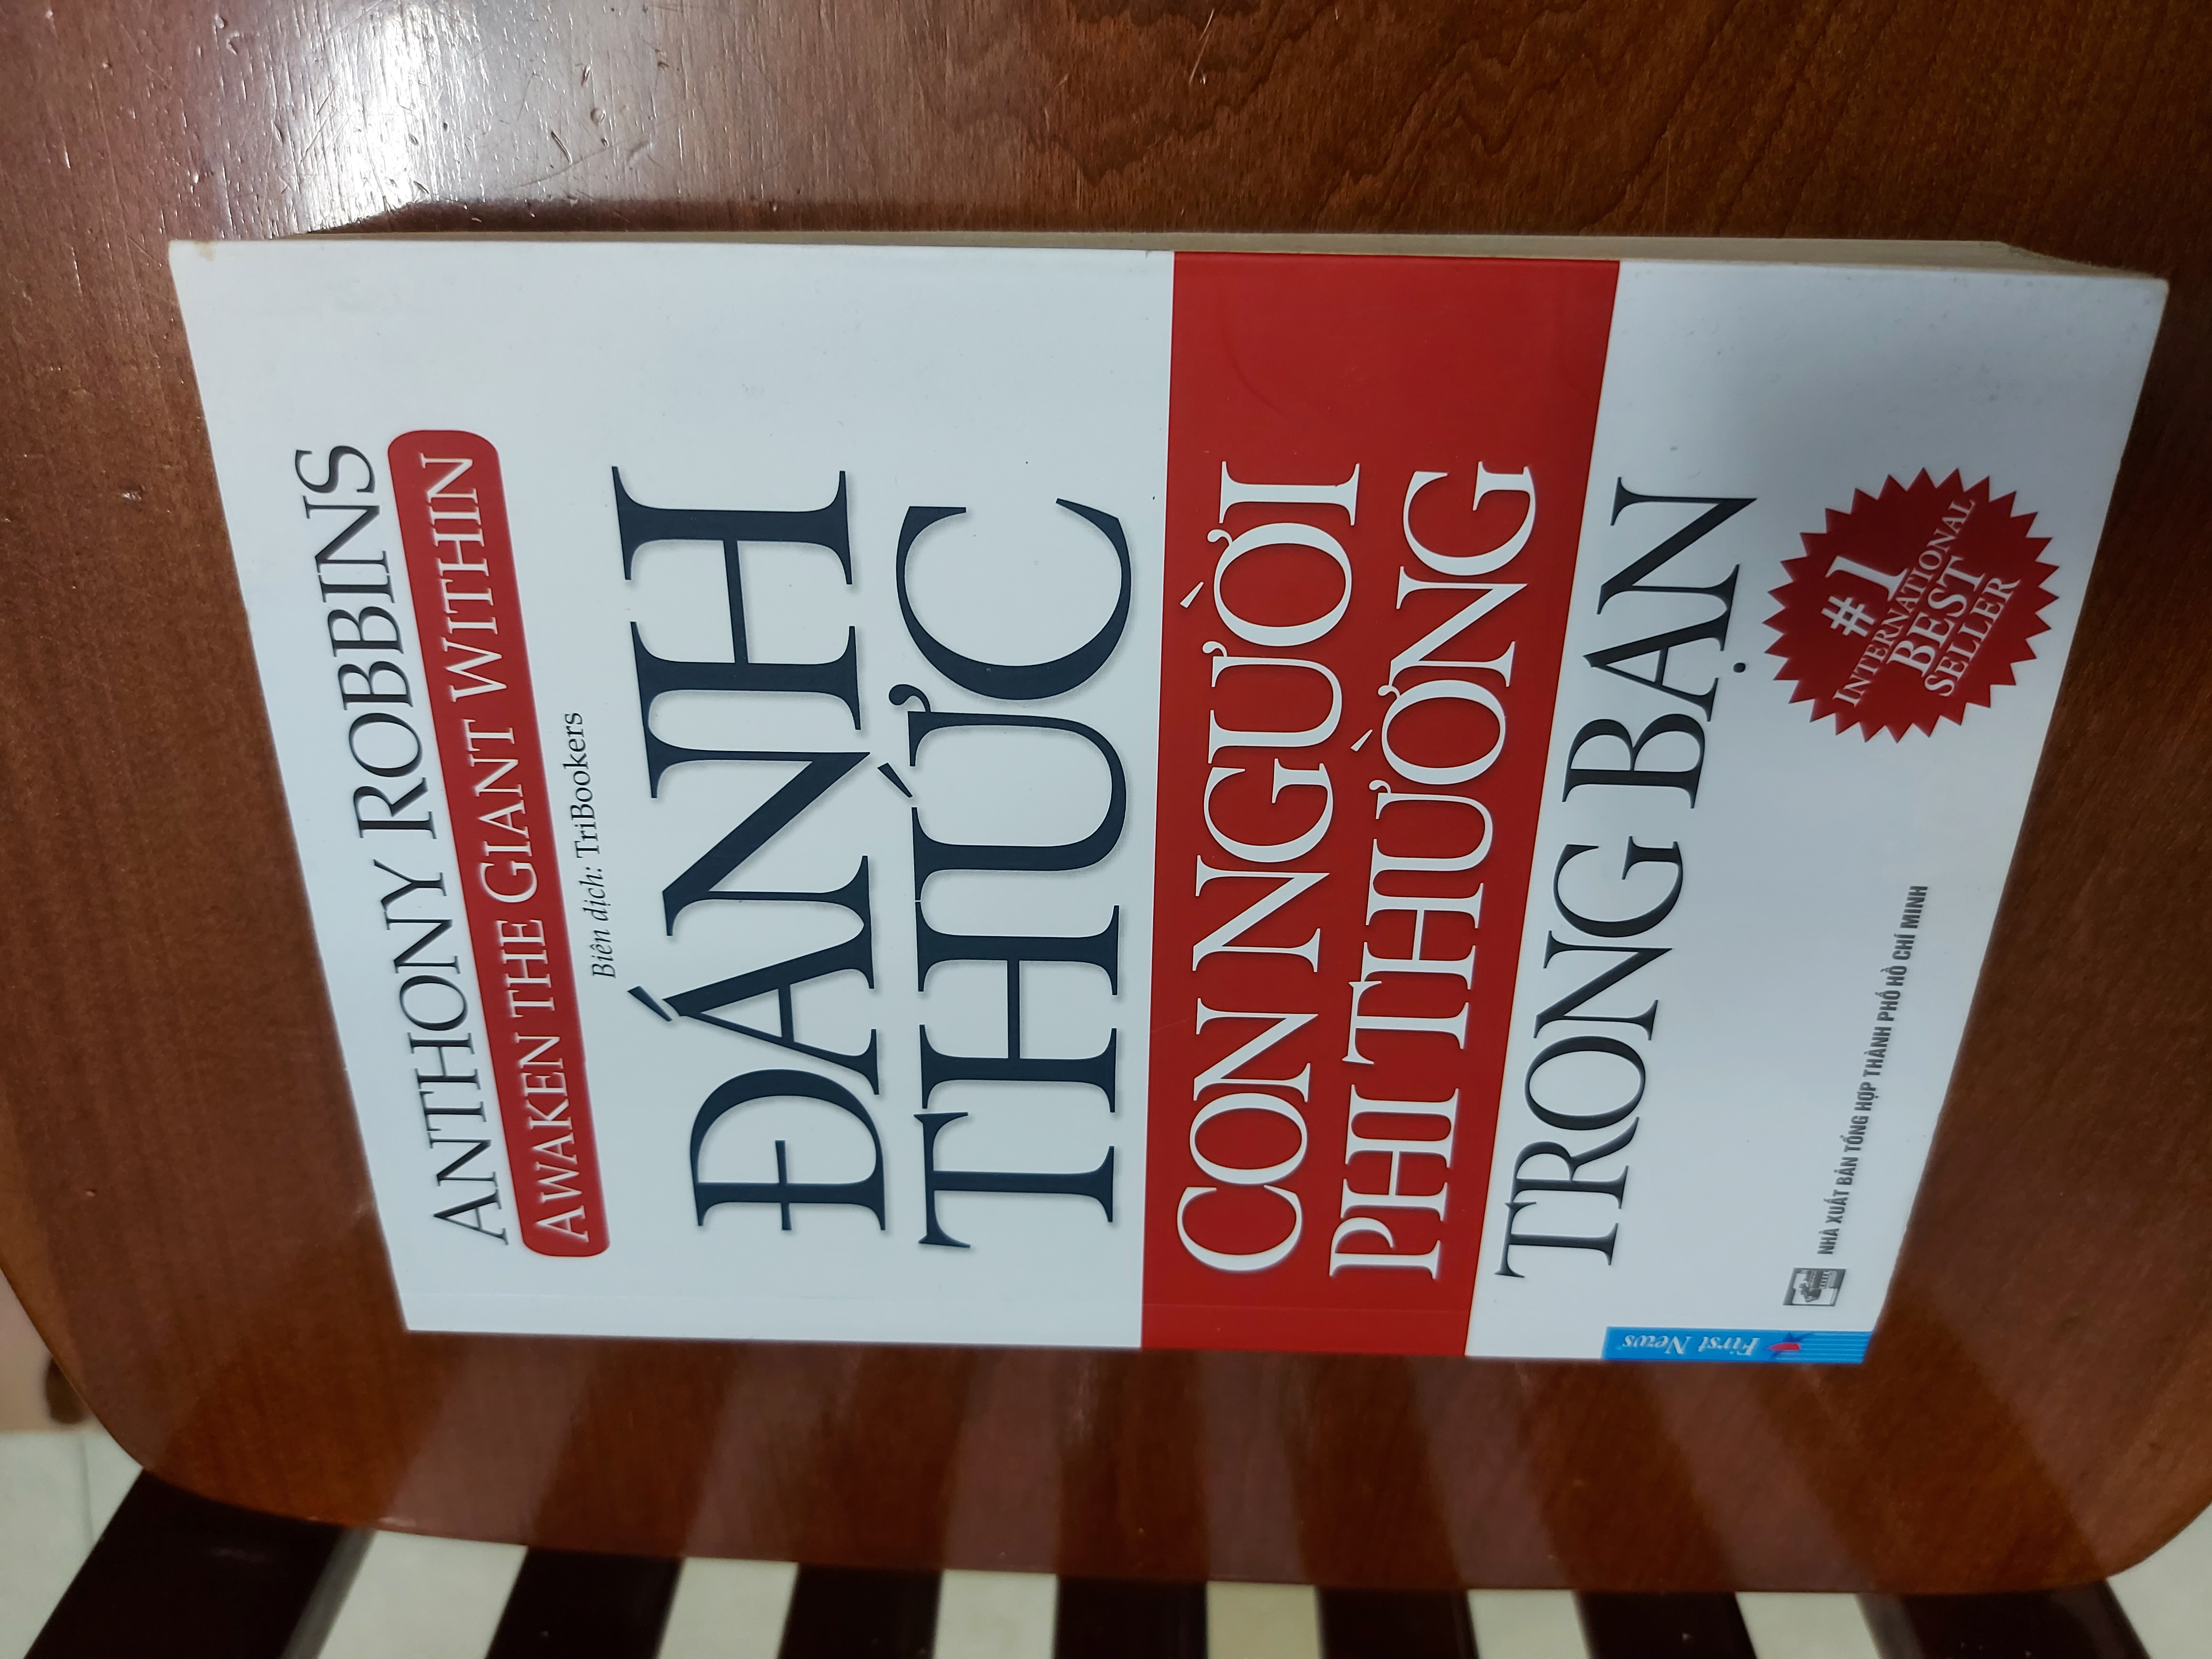 ANTHONY ROBBINS
AWAKEN THE GIANT WITHIN
Biên dịch: TriBookers
ĐÁNH
THỨC
CON NGƯỜI
PHI THƯỜNG
TRONG BẠN
First News
NHÀ XUẤT BẢN TỔNG HỢP THÀNH PHỐ HỒ CHÍ MINH
#1
INTERNATIONAL
BEST
SELLER